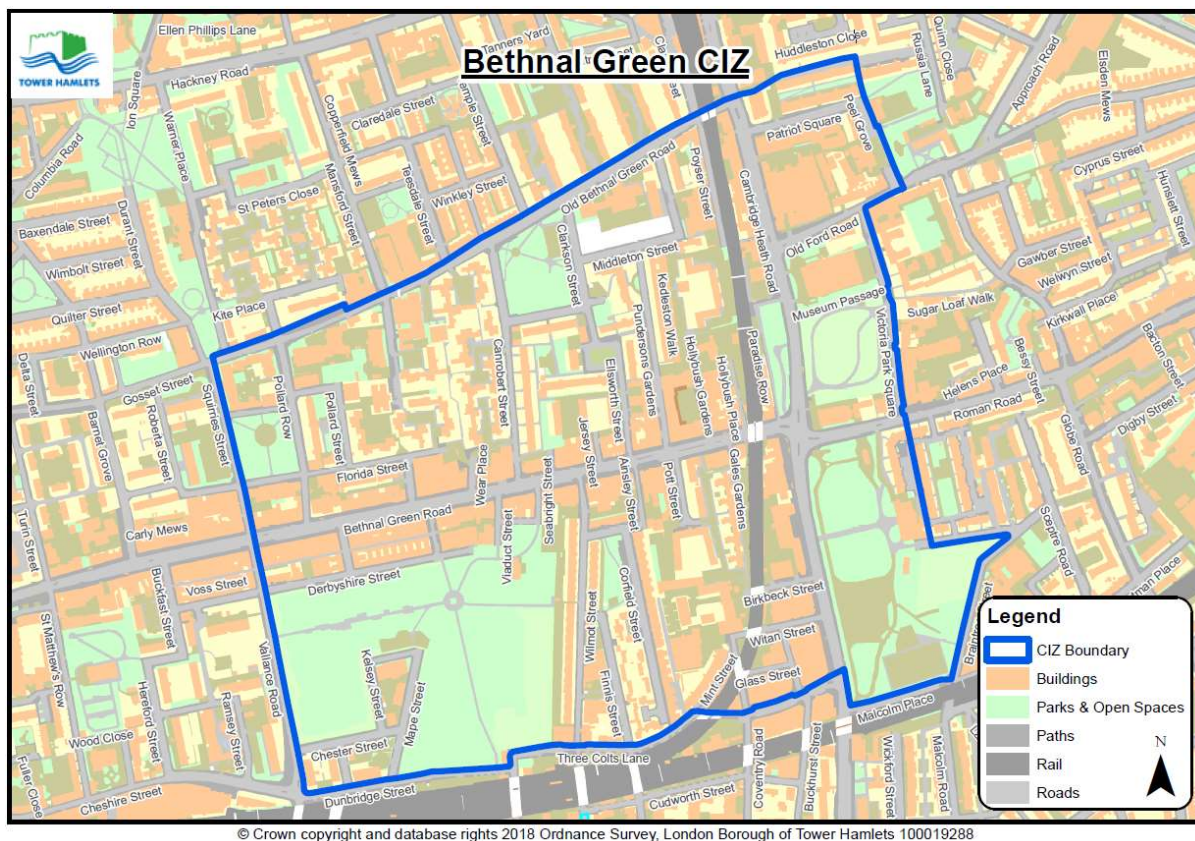 TOWER HAMLETS
Bethnal Green CIZ
Ellen Phillips Lane
Hackney Road
Ion Square
Warner Place
Columbia Road
Durant Street
Baxendale Street
Wimbolt Street
Quilter Street
Wellington Row
Delta Street
Gosset Street
Barnet Grove
Roberta Street
Squirries Street
Turin Street
Carly Mews
Buckfast Street
Voss Street
St Matthew's Row
Hereford Street
Ramsey Street
Wood Close
Fuller Close
Cheshire Street
Tanners Yard
Claredale Street
Copperfield Mews
Mansford Street
Teesdale Street
Winkley Street
St Peters Close
Kite Place
Old Bethnal Green Road
Clarkson Street
Middleton Street
Poyser Street
Cambridge Heath Road
Patriot Square
Peel Grove
Huddleston Close
Russia Lane
Quinn Close
Approach Road
Elsden Mews
Cyprus Street
Hunslett Street
Old Ford Road
Gawber Street
Welwyn Street
Kirkwall Place
Museum Passage
Sugar Loaf Walk
Victoria Park Square
Bessy Street
Bacton Street
Helens Place
Roman Road
Globe Road
Digby Street
Sceptre Road
Pollard Row
Pollard Street
Florida Street
Canrobert Street
Wear Place
Ellsworth Street
Pundersons Gardens
Kedleston Walk
Hollybush Gardens
Hollybush Place
Paradise Row
Gales Gardens
Jersey Street
Ainsley Street
Pott Street
Seabright Street
Viaduct Street
Bethnal Green Road
Derbyshire Street
Vallance Road
Kelsey Street
Mape Street
Chester Street
Dunbridge Street
Wilmot Street
Corfield Street
Finnis Street
Three Colts Lane
Mint Street
Birkbeck Street
Witan Street
Glass Street
Coventry Road
Buckhurst Street
Cudworth Street
Malcolm Place
Wickford Street
Malcolm Road
Legend
CIZ Boundary
Buildings
Parks & Open Spaces
Paths
Rail
Roads
N
© Crown copyright and database rights 2018 Ordnance Survey, London Borough of Tower Hamlets 100019288